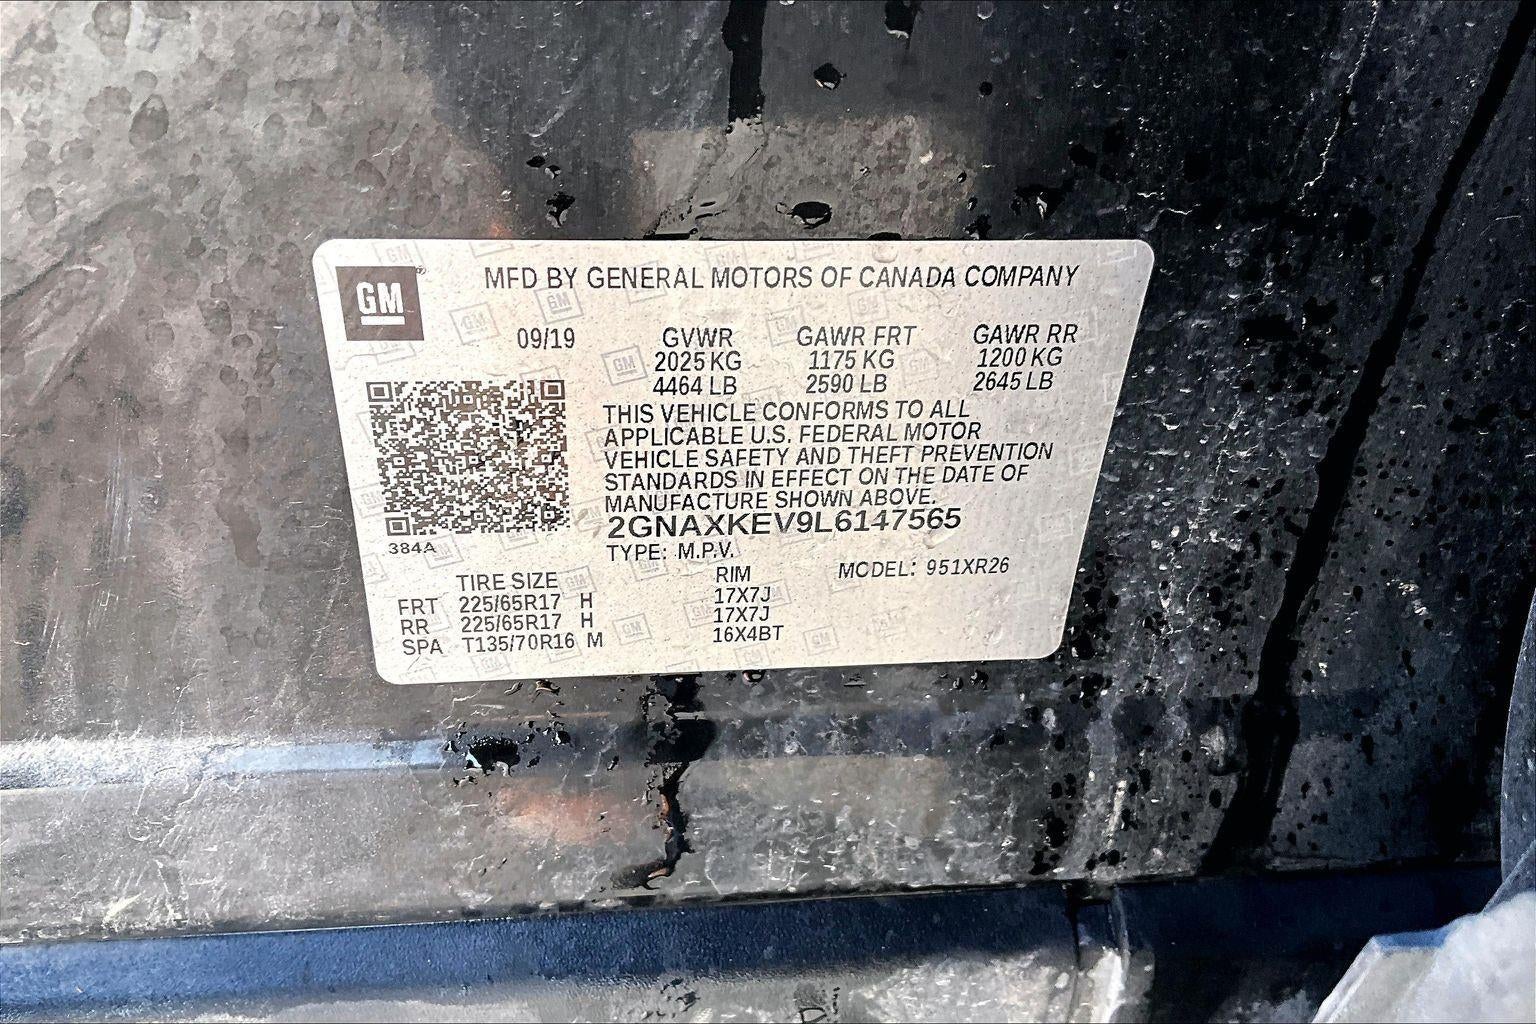 GM
MFD BY GENERAL MOTORS OF CANADA COMPANY
09/19 GVWR GAWR FRT GAWR RR
2025 KG 1175 KG 1200 KG
4464 LB 2590 LB 2645 LB
THIS VEHICLE CONFORMS TO ALL
APPLICABLE U.S. FEDERAL MOTOR
VEHICLE SAFETY AND THEFT PREVENTION
STANDARDS IN EFFECT ON THE DATE OF
MANUFACTURE SHOWN ABOVE.
2GNAXKEV9L6147565
384A
TYPE: M.P.V.
MODEL: 951XR26
TIRE SIZE RIM
FRT 225/65R17 H 17X7J
RR 225/65R17 H 17X7J
SPA T135/70R16 M 16X4BT